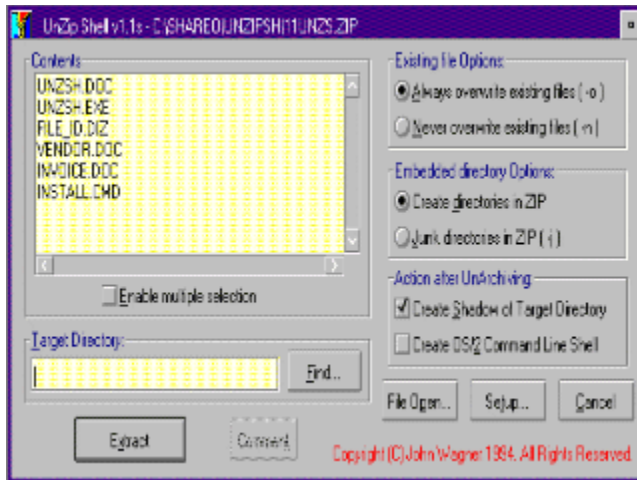 UnZip Shell v1.1s - C:\SHAREO\UNZIPSH\11UNZS.ZIP
Contents
UNZSH.DOC
UNZSH.EXE
FILE_ID.DIZ
VENDOR.DOC
INVOICE.DOC
INSTALL.CMD
Enable multiple selection
Target Directory:
Find...
Extract
Comment
Existing file Options:
Always overwrite existing files ( -o )
Never overwrite existing files ( -n )
Embedded directory Options:
Create directories in ZIP
Junk directories in ZIP ( -j )
Action after UnArchiving:
Create Shadow of Target Directory
Create OS/2 Command Line Shell
File Open...
Setup...
Cancel
Copyright (C)John Wagner 1994. All Rights Reserved.